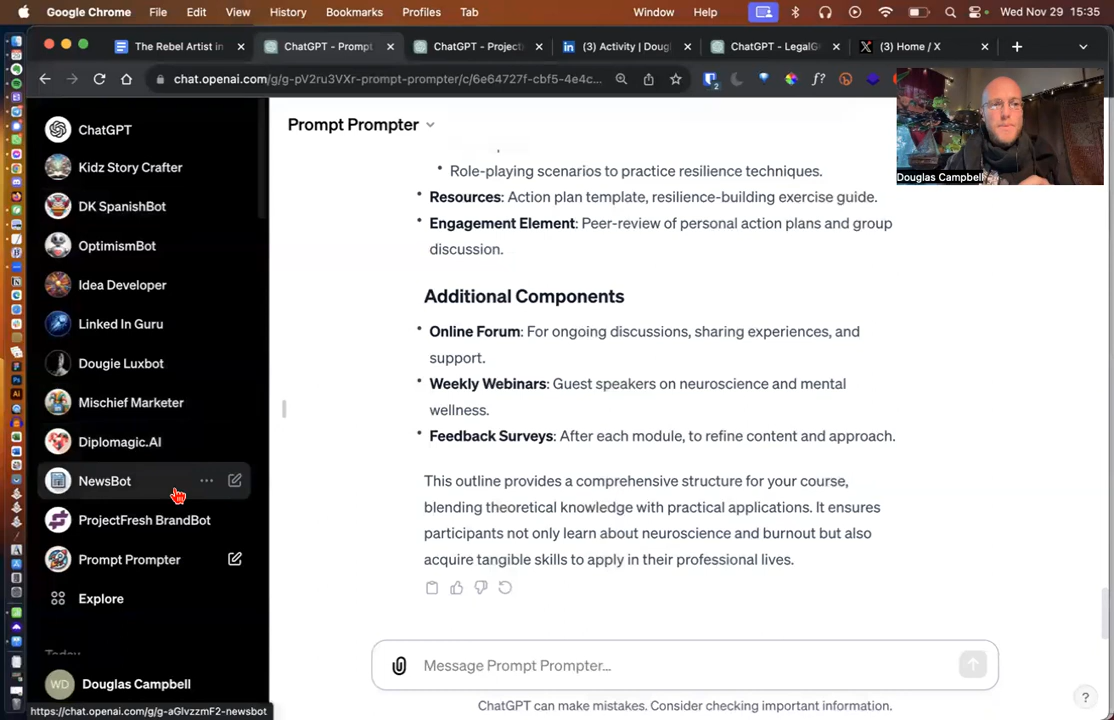 Google Chrome File Edit View History Bookmarks Profiles Tab Window Help Wed Nov 29 15:35
The Rebel Artist in
ChatGPT - Prompt
ChatGPT - Project
(3) Activity | Doug
ChatGPT - LegalG
(3) Home / X
chat.openai.com/g/g-pV2ru3VXr-prompt-prompter/c/6e64727f-cbf5-4e4c...
Douglas Campbell
ChatGPT
Kidz Story Crafter
DK SpanishBot
OptimismBot
Idea Developer
Linked In Guru
Dougie Luxbot
Mischief Marketer
Diplomagic.AI
NewsBot
ProjectFresh BrandBot
Prompt Prompter
Explore
Today
WD Douglas Campbell
https://chat.openai.com/g/g-aGlvzzmF2-newsbot
Prompt Prompter
• Role-playing scenarios to practice resilience techniques.
• Resources: Action plan template, resilience-building exercise guide.
• Engagement Element: Peer-review of personal action plans and group
discussion.
Additional Components
• Online Forum: For ongoing discussions, sharing experiences, and
support.
• Weekly Webinars: Guest speakers on neuroscience and mental
wellness.
• Feedback Surveys: After each module, to refine content and approach.
This outline provides a comprehensive structure for your course,
blending theoretical knowledge with practical applications. It ensures
participants not only learn about neuroscience and burnout but also
acquire tangible skills to apply in their professional lives.
Message Prompt Prompter...
ChatGPT can make mistakes. Consider checking important information.
?